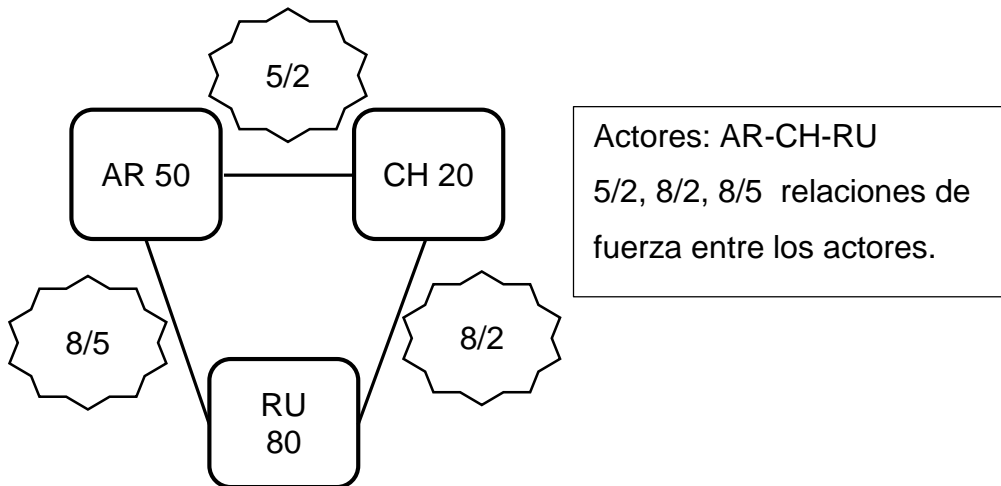 5/2
AR 50
CH 20
Actores: AR-CH-RU
5/2, 8/2, 8/5 relaciones de
fuerza entre los actores.
8/5
8/2
RU
80